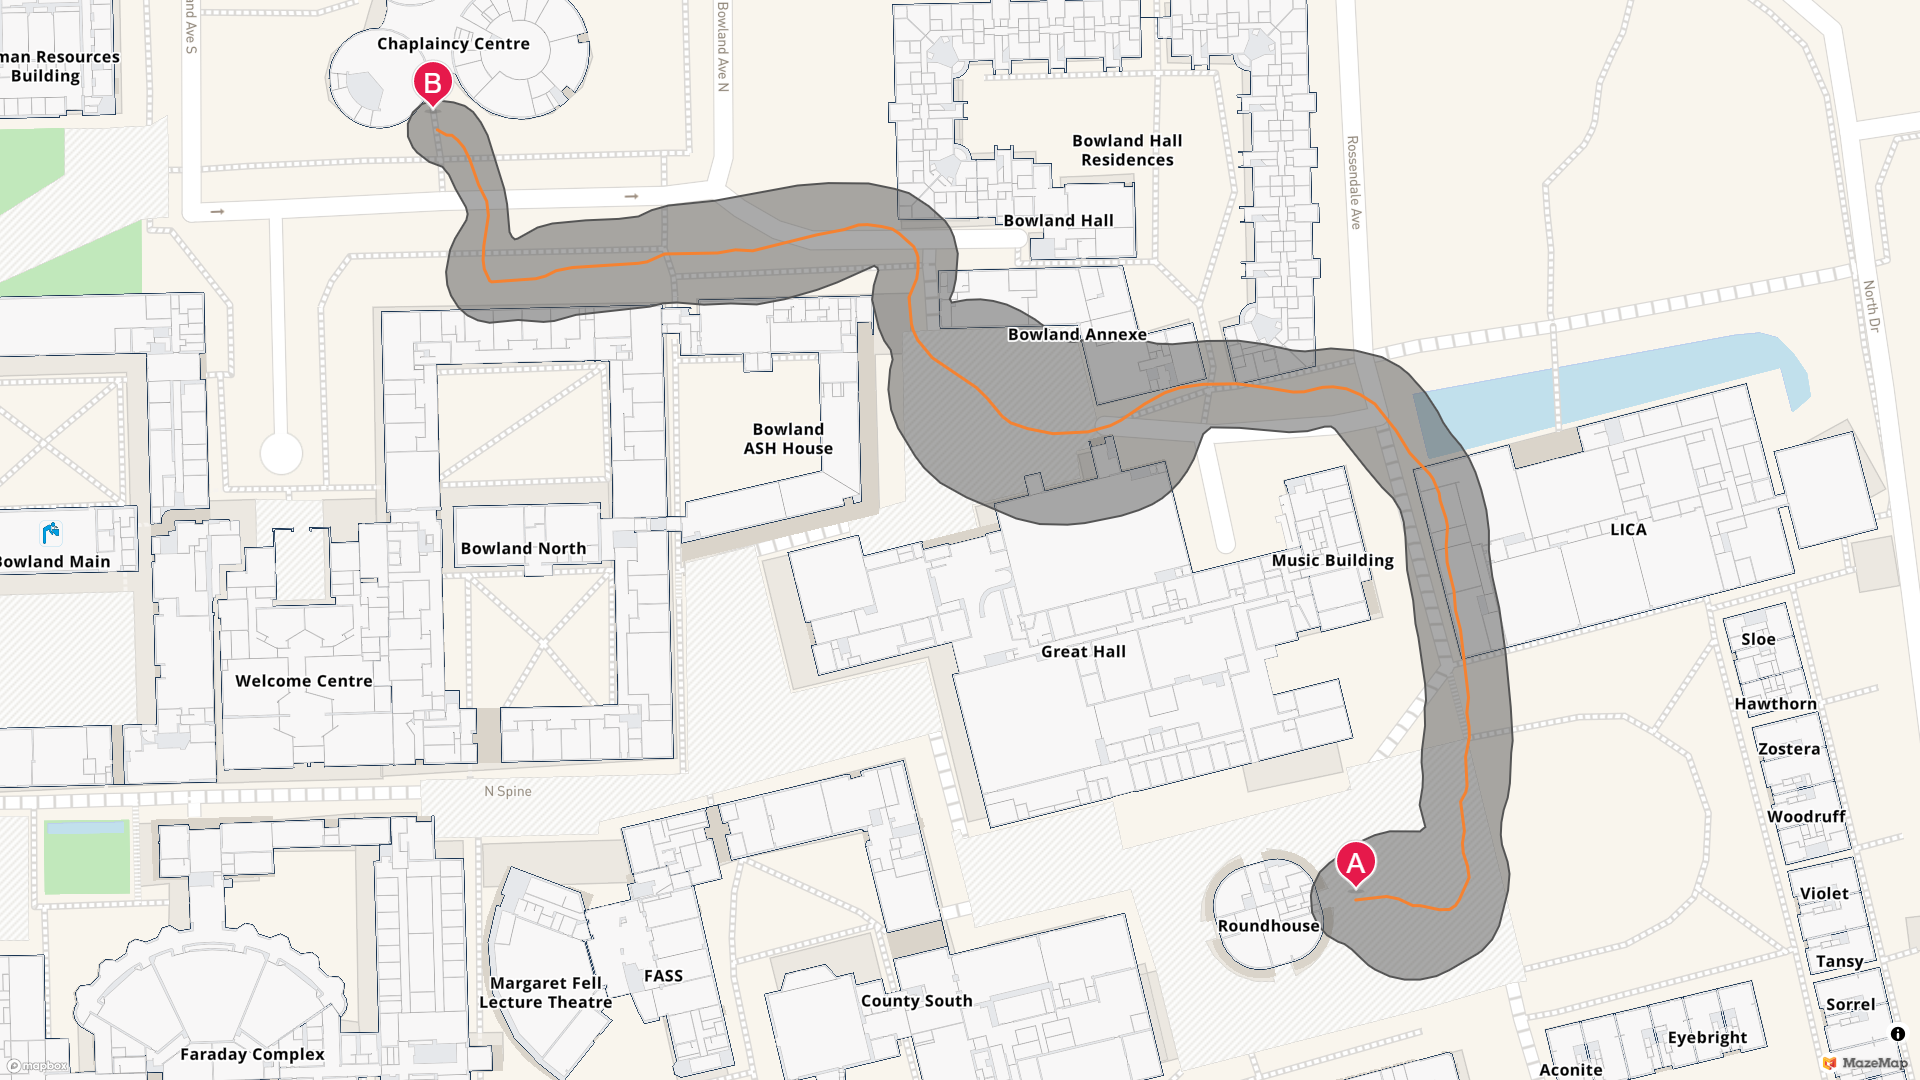 Bowland Ave N
Chaplaincy Centre
man Resources
Building
B
Bowland Hall
Residences
Rossendale Ave
Bowland Hall
North Dr
Bowland Annexe
Bowland
ASH House
LICA
Bowland North
Bowland Main
Music Building
Great Hall
Sloe
Welcome Centre
Hawthorn
Zostera
N Spine
Woodruff
A
Violet
Roundhouse
Tansy
FASS
Margaret Fell
Lecture Theatre
County South
Sorrel
Eyebright
Faraday Complex
Aconite
mapbox
MazeMap